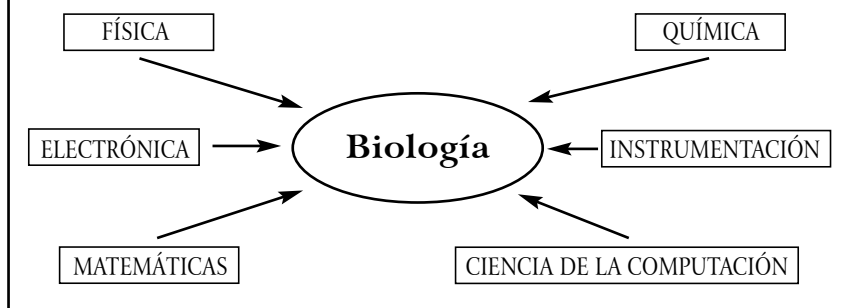 FÍSICA
QUÍMICA
ELECTRÓNICA
Biología
INSTRUMENTACIÓN
MATEMÁTICAS
CIENCIA DE LA COMPUTACIÓN